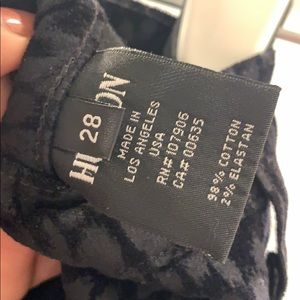 28
MADE IN
LOS ANGELES
USA
RN# 107906
CA# 00635
98% COTTON
2% ELASTAN